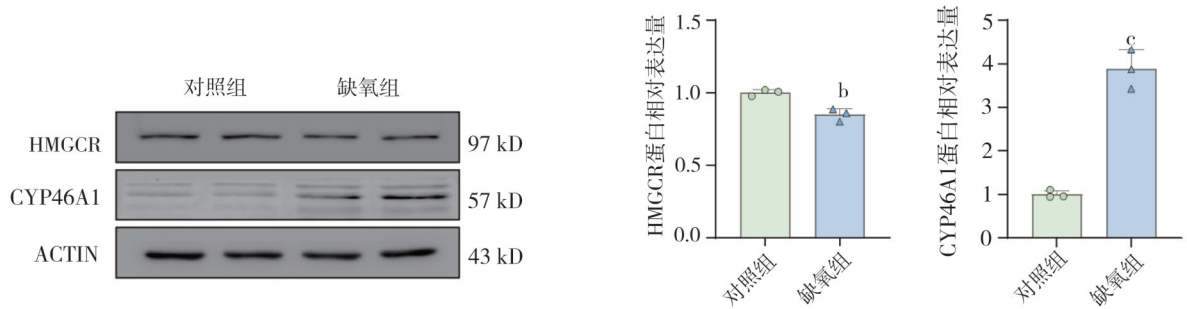 对照组 缺氧组
HMGCR 97 kD
CYP46A1 57 kD
ACTIN 43 kD
HMGCR蛋白相对表达量
1.5
1.0
0.5
0.0
b
对照组 缺氧组
CYP46A1蛋白相对表达量
5
4
3
2
1
0
c
对照组 缺氧组